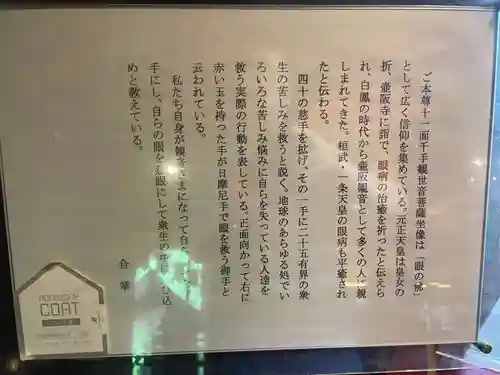 ご本尊十一面千手観世音菩薩坐像は「眼の佛」
として広く信仰を集めている。元正天皇は皇女の
折、壷阪寺に詣で、眼病の治癒を祈ったと伝えら
れ、白鳳の時代から壷阪観音として多くの人に親
しまれてきた。桓武・一条天皇の眼病も平癒され
たと伝わる。
四十の慈手を拡げ、その一手に二十五有界の衆
生の苦しみを救うと説く。地球のあらゆる処でい
ろいろな苦しみ悩みに自らを失っている人達を
救う実際の行動を表している。正面向かって右に
赤い玉を持った手が日摩尼手で眼を救う御手と
云われている。
私たち自身が観音さまになって自
手にし、自らの眼を慈眼にして衆生の中に
込
めと教えている。
合掌
NONOZONE
COAT